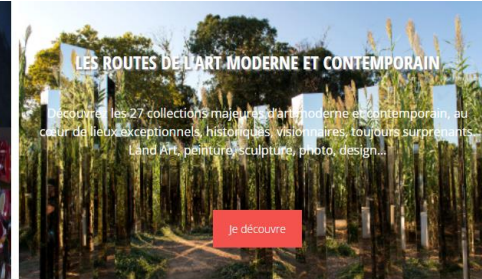 LES ROUTES DE L'ART MODERNE ET CONTEMPORAIN
Découvrez les 27 collections majeures d'art moderne et contemporain, au
cœur de lieux exceptionnels, historiques, visionnaires, toujours surprenants.
Land Art, peinture, sculpture, photo, design...
Je découvre